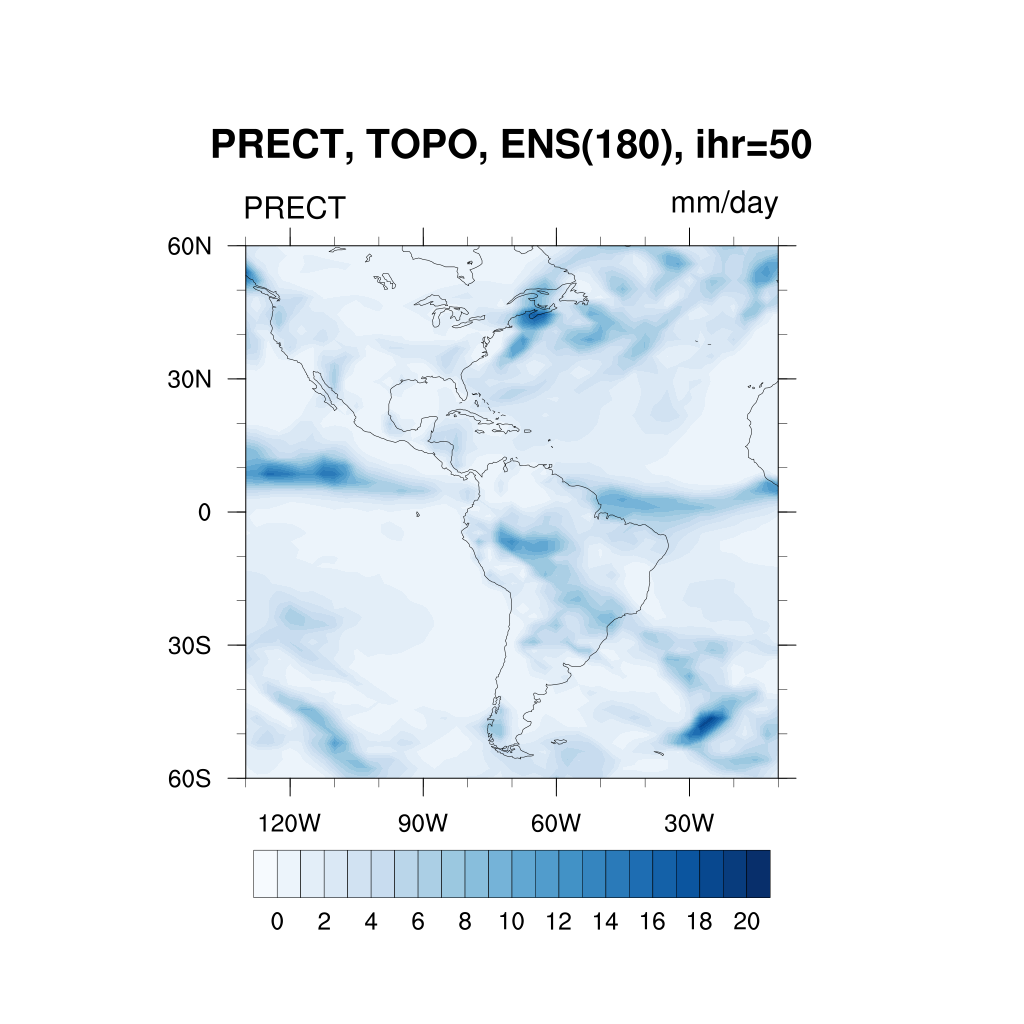 PRECT, TOPO, ENS(180), ihr=50
PRECT
mm/day
60N
30N
0
30S
60S
120W 90W 60W 30W
0 2 4 6 8 10 12 14 16 18 20